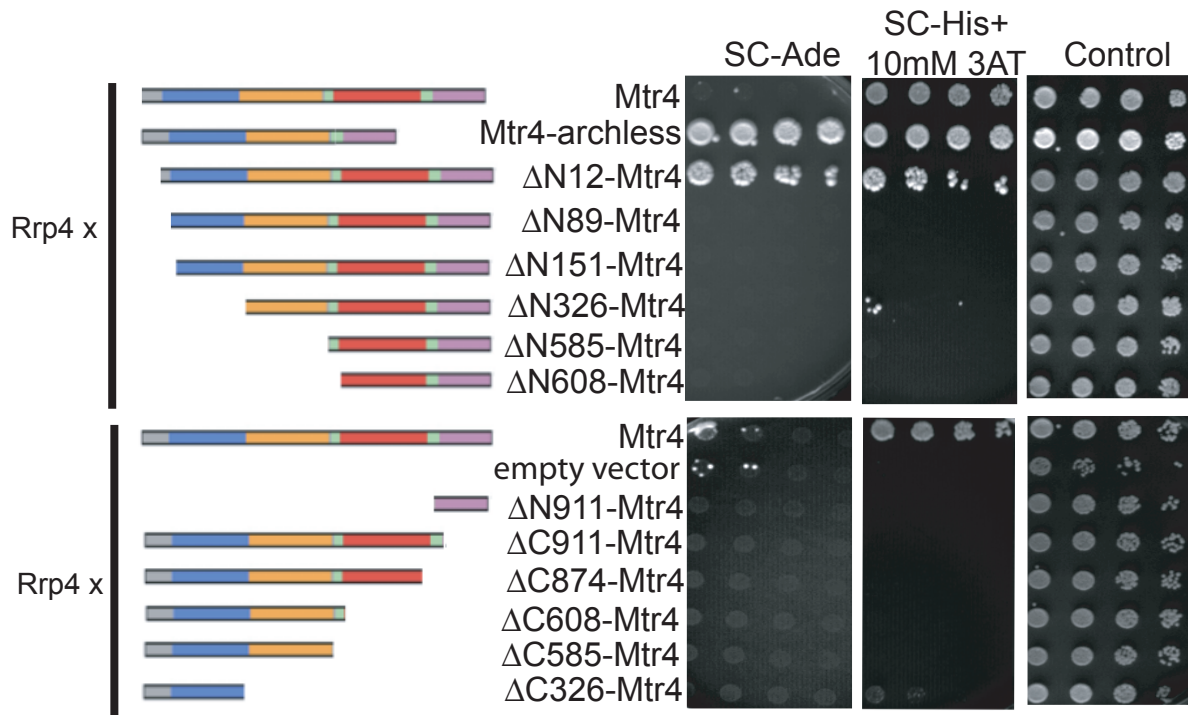 SC-Ade
SC-His+
10mM 3AT
Control
Rrp4 x
Mtr4
Mtr4-archless
ΔN12-Mtr4
ΔN89-Mtr4
ΔN151-Mtr4
ΔN326-Mtr4
ΔN585-Mtr4
ΔN608-Mtr4
Rrp4 x
Mtr4
empty vector
ΔN911-Mtr4
ΔC911-Mtr4
ΔC874-Mtr4
ΔC608-Mtr4
ΔC585-Mtr4
ΔC326-Mtr4